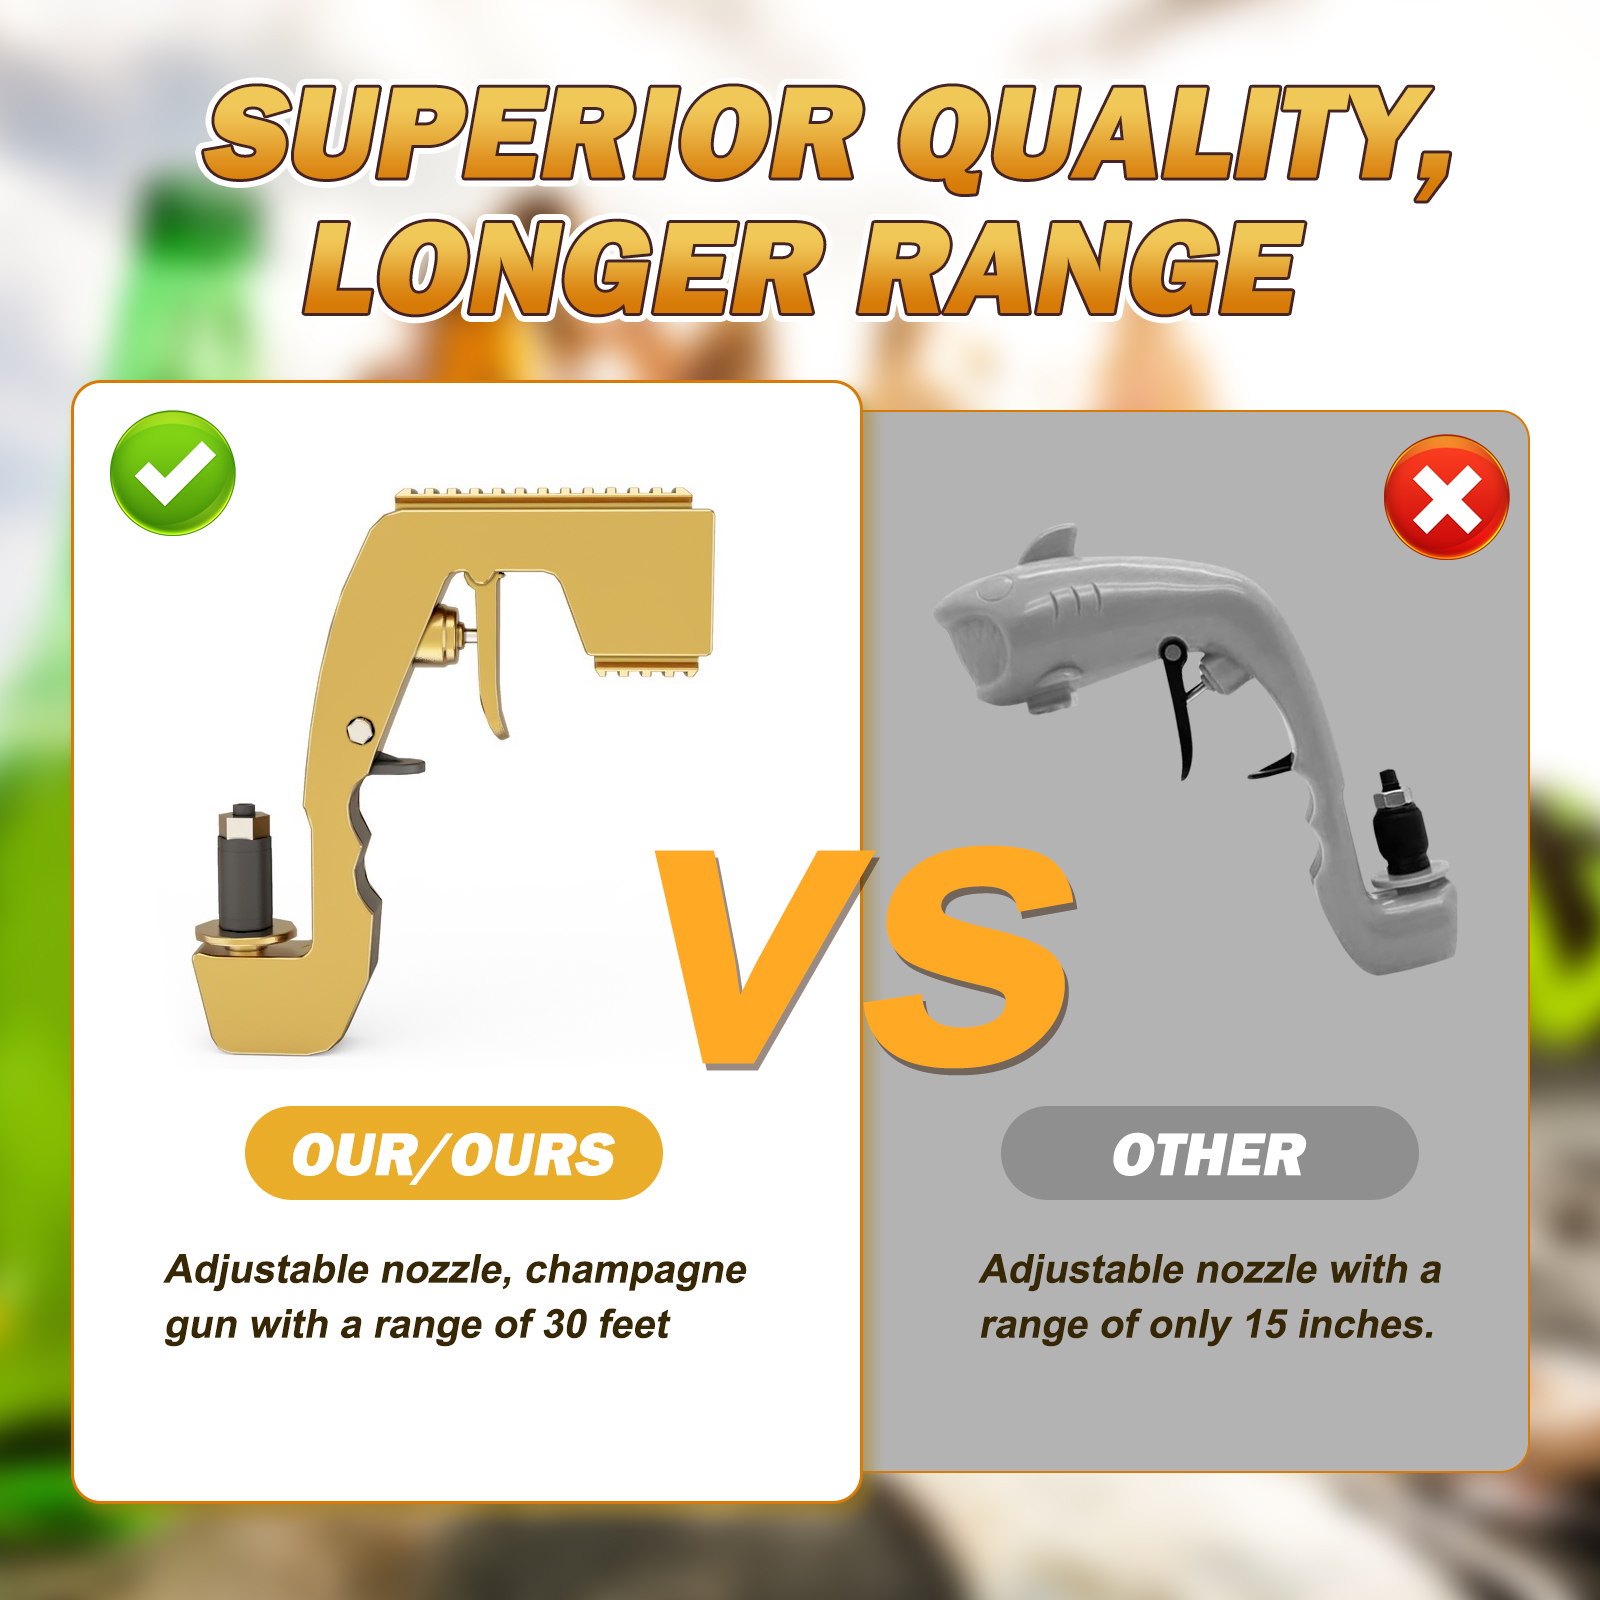 SUPERIOR QUALITY,
LONGER RANGE
VS
OUR/OURS
OTHER
Adjustable nozzle, champagne
gun with a range of 30 feet
Adjustable nozzle with a
range of only 15 inches.